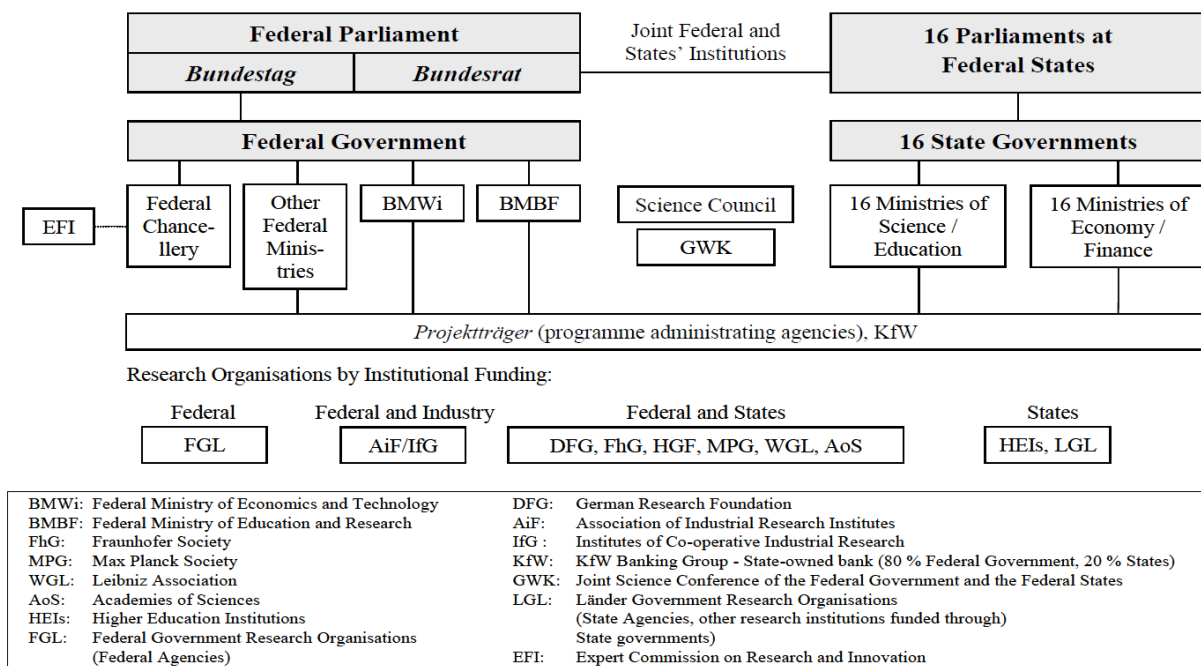 Federal Parliament
Bundestag
Bundesrat
Joint Federal and
States' Institutions
16 Parliaments at
Federal States
Federal Government
16 State Governments
EFI
Federal
Chance-
llery
Other
Federal
Minis-
tries
BMWi
BMBF
Science Council
GWK
16 Ministries of
Science /
Education
16 Ministries of
Economy /
Finance
Projektträger (programme administrating agencies), KfW
Research Organisations by Institutional Funding:
Federal
Federal and Industry
Federal and States
States
FGL
AiF/IfG
DFG, FhG, HGF, MPG, WGL, AoS
HEIs, LGL
BMWi: Federal Ministry of Economics and Technology
BMBF: Federal Ministry of Education and Research
FhG: Fraunhofer Society
MPG: Max Planck Society
WGL: Leibniz Association
AoS: Academies of Sciences
HEIs: Higher Education Institutions
FGL: Federal Government Research Organisations
(Federal Agencies)
DFG: German Research Foundation
AiF: Association of Industrial Research Institutes
IfG : Institutes of Co-operative Industrial Research
KfW: KfW Banking Group - State-owned bank (80 % Federal Government, 20 % States)
GWK: Joint Science Conference of the Federal Government and the Federal States
LGL: Länder Government Research Organisations
(State Agencies, other research institutions funded through)
State governments)
EFI: Expert Commission on Research and Innovation